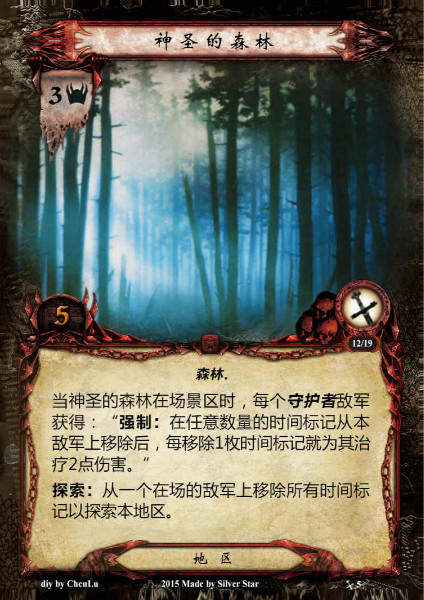 神圣的森林
3
5
12/19
森林.
当神圣的森林在场景区时，每个守护者敌军
获得：“强制：在任意数量的时间标记从本
敌军上移除后，每移除1枚时间标记就为其治
疗2点伤害。”
探索：从一个在场的敌军上移除所有时间标
记以探索本地区。
地 区
diy by ChenLu
2015 Made by Silver Star